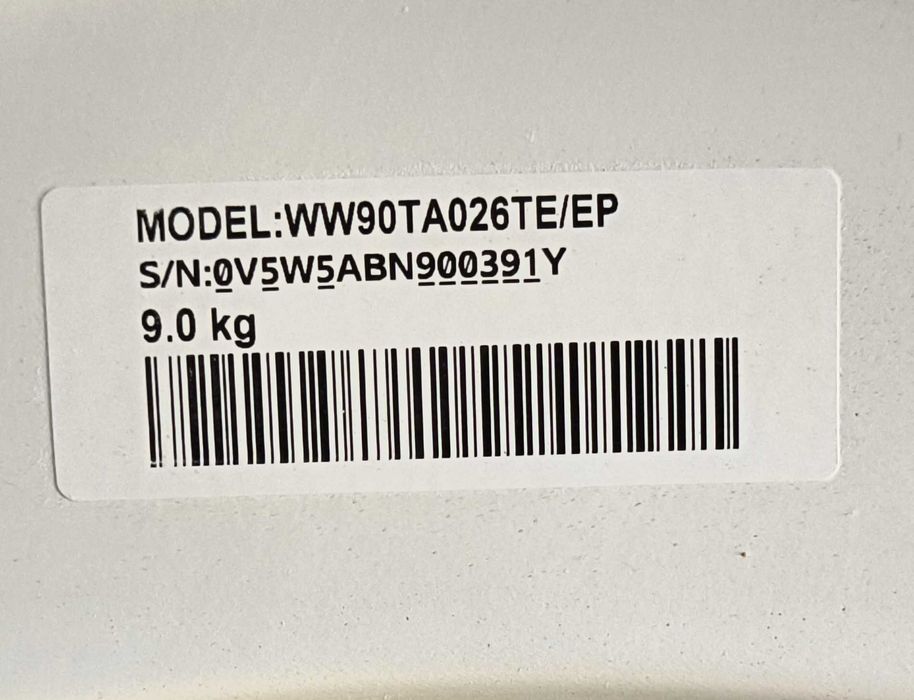 MODEL:WW90TA026TE/EP
S/N:0V5W5ABN900391Y
9.0 kg